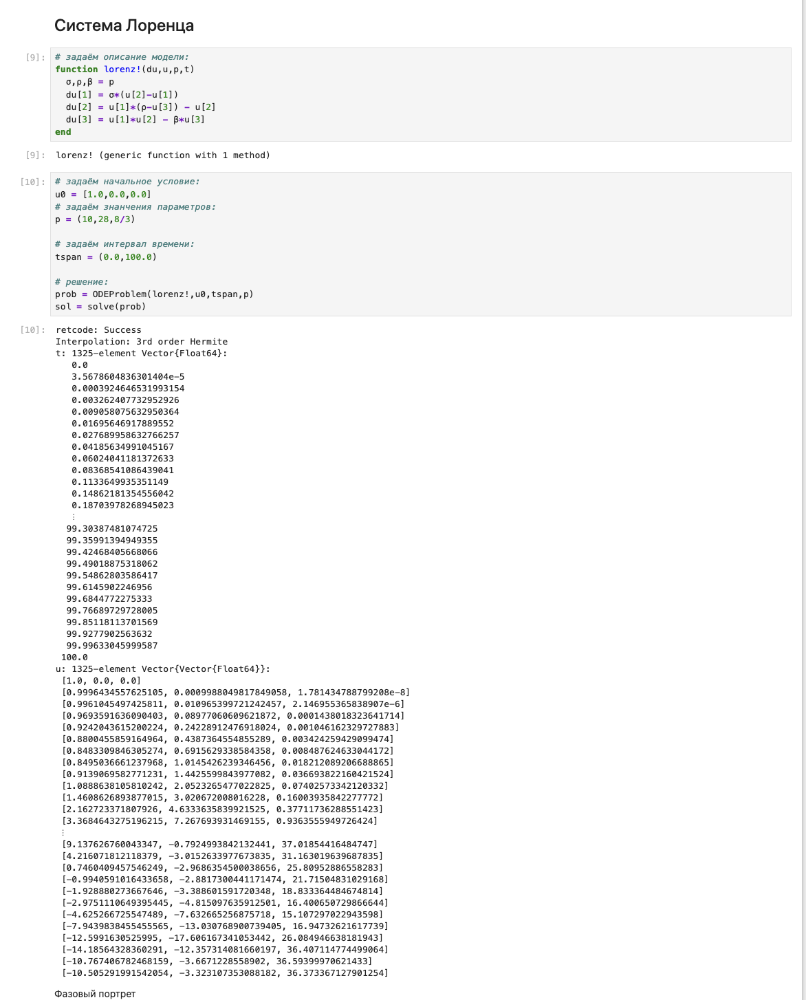 Система Лоренца
[9]: # задаём описание модели:
function lorenz!(du,u,p,t)
σ,ρ,β = p
du[1] = σ*(u[2]-u[1])
du[2] = u[1]*(ρ-u[3]) - u[2]
du[3] = u[1]*u[2] - β*u[3]
end
[9]: lorenz! (generic function with 1 method)
[10]: # задаём начальное условие:
u0 = [1.0,0.0,0.0]
# задаём знанчения параметров:
p = (10,28,8/3)
# задаём интервал времени:
tspan = (0.0,100.0)
# решение:
prob = ODEProblem(lorenz!,u0,tspan,p)
sol = solve(prob)
[10]: retcode: Success
Interpolation: 3rd order Hermite
t: 1325-element Vector{Float64}:
0.0
3.5678604836301404e-5
0.0003924646531993154
0.003262407732952926
0.009058075632950364
0.01695646917889552
0.027689958632766257
0.04185634991045167
0.06024041181372633
0.08368541086439041
0.1133649935351149
0.14862181354556042
0.18703978268945023
⋮
99.30387481074725
99.35991394949355
99.42468405668066
99.49018875318062
99.54862803586417
99.6145902246956
99.6844772275333
99.76689729728005
99.85118113701569
99.9277902563632
99.99633045999587
100.0
u: 1325-element Vector{Vector{Float64}}:
[1.0, 0.0, 0.0]
[0.9996434557625105, 0.0009988049817849058, 1.781434788799208e-8]
[0.9961045497425811, 0.010965399721242457, 2.146955365838907e-6]
[0.9693591636090403, 0.08977060609621872, 0.0001438018323641714]
[0.9242043615200224, 0.24228912476918024, 0.001046162329727883]
[0.8800455859164964, 0.4387364554855289, 0.003424259429099474]
[0.8483309846305274, 0.6915629338584358, 0.008487624633044172]
[0.8495036661237968, 1.0145426239346456, 0.018212089206688865]
[0.9139069582771231, 1.4425599843977082, 0.036693822160421524]
[1.0888638105810242, 2.0523265477022825, 0.07402573342120332]
[1.4608626893877015, 3.020672008016228, 0.16003935842277772]
[2.162723371807926, 4.6333635839921525, 0.37711736288551423]
[3.3684643275196215, 7.267693931469155, 0.9363555949726424]
⋮
[9.137626760043347, -0.7924993842132441, 37.01854416484747]
[4.216071812118379, -3.0152633977673835, 31.163019639687835]
[0.7460409457546249, -2.9686354500038656, 25.80952886558283]
[-0.9940591016433658, -2.8817300441171474, 21.71504831029168]
[-1.928880273667646, -3.388601591720348, 18.833364484674814]
[-2.9751110649395445, -4.815097635912501, 16.400650729866644]
[-4.625266725547489, -7.632665256875718, 15.107297022943598]
[-7.9439838455455565, -13.030768900739405, 16.94732621617739]
[-12.5991630525995, -17.606167341053442, 26.084946638181943]
[-14.18564328360291, -12.357314081660197, 36.407114774499064]
[-10.767406782468159, -3.6671228558902, 36.59399970621433]
[-10.505291991542054, -3.323107353088182, 36.373367127901254]
Фазовый портрет